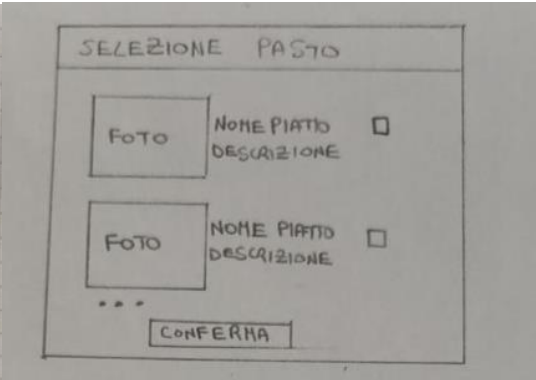 SELEZIONE PASTO
FOTO
NOME PIATTO
DESCRIZIONE
FOTO
NOME PIATTO
DESCRIZIONE
...
CONFERMA